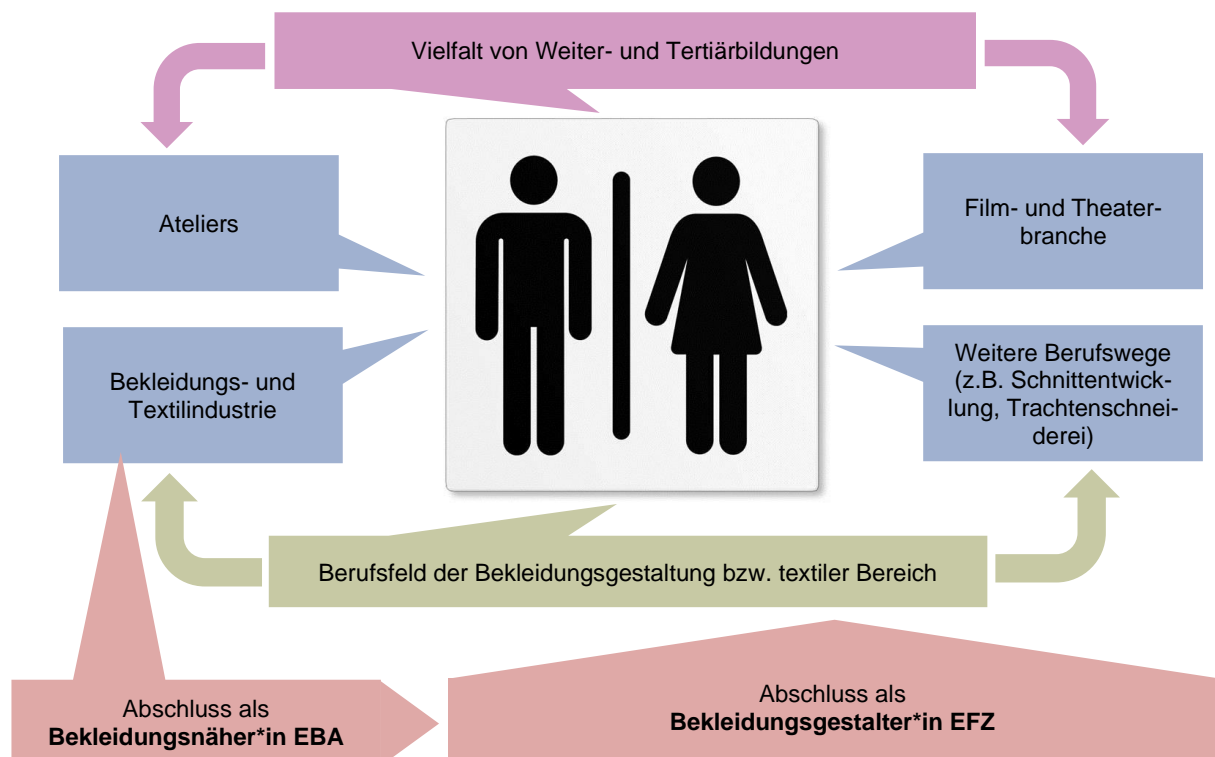 Vielfalt von Weiter- und Tertiärbildungen
Ateliers
Film- und Theater-
branche
Bekleidungs- und
Textilindustrie
Weitere Berufswege
(z.B. Schnittentwick-
lung, Trachtenschnei-
derei)
Berufsfeld der Bekleidungsgestaltung bzw. textiler Bereich
Abschluss als
Bekleidungsnäher*in EBA
Abschluss als
Bekleidungsgestalter*in EFZ